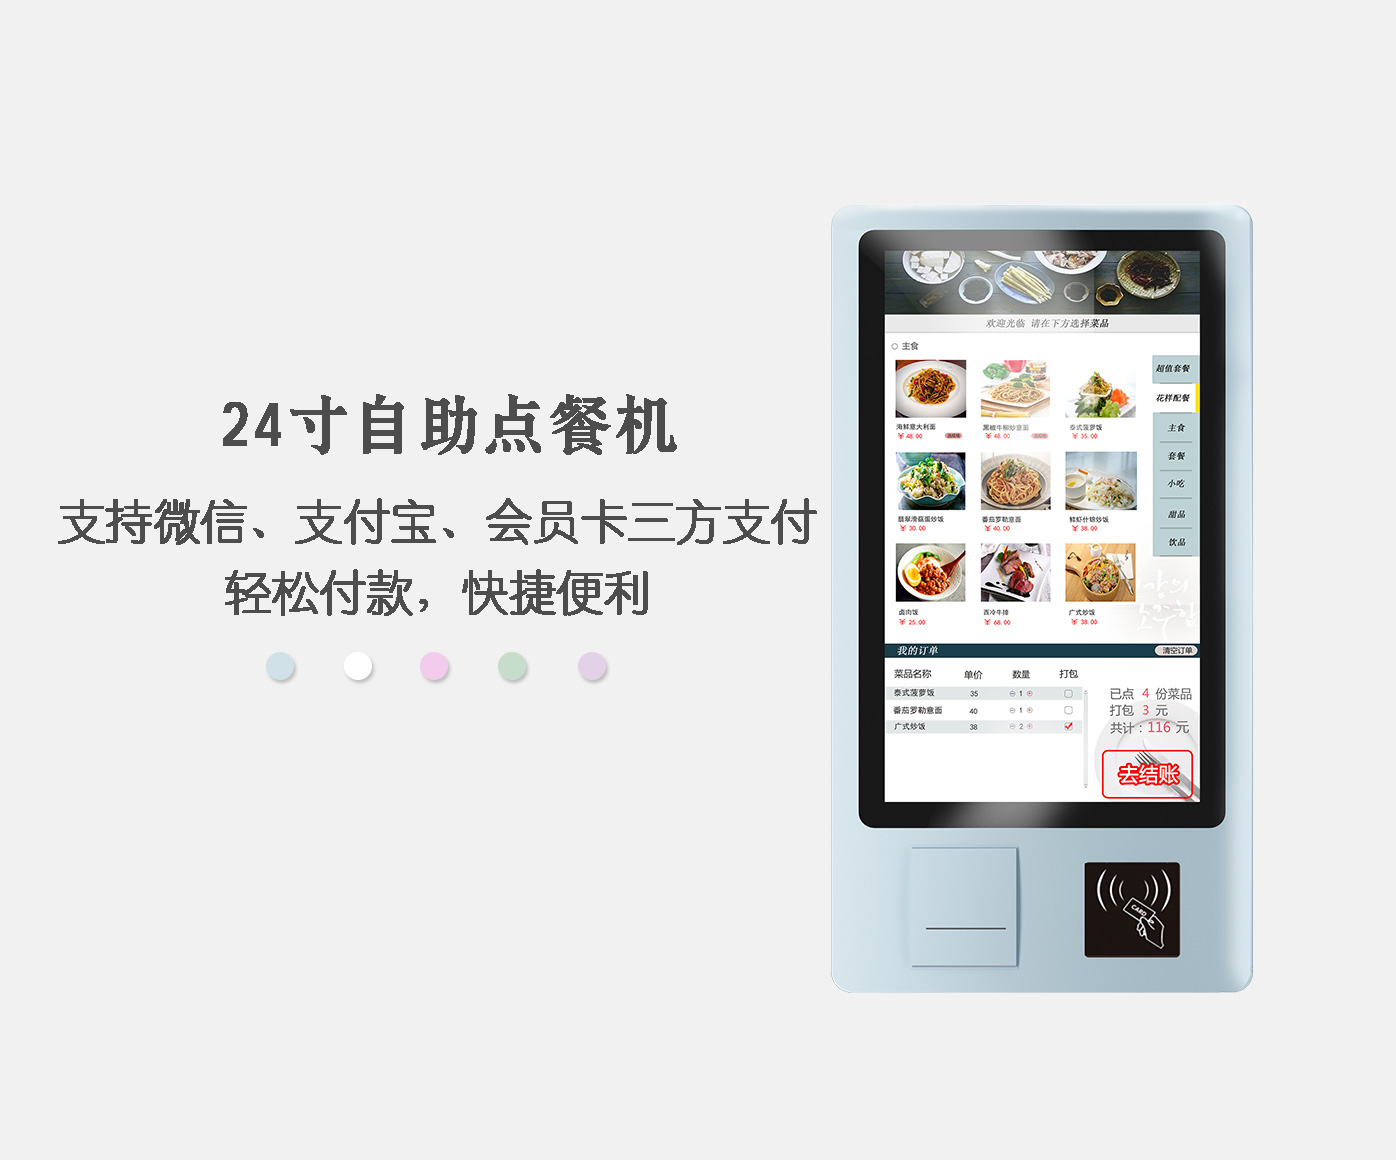 24寸自助点餐机
支持微信、支付宝、会员卡三方支付
轻松付款，快捷便利
欢迎光临 请在下方选择菜品
主食
海鲜意大利面
¥ 48.00
黑椒牛柳炒意面
¥ 48.00
泰式菠萝饭
¥ 35.00
翡翠滑菇蛋炒饭
¥ 30.00
番茄罗勒意面
¥ 40.00
鲜虾什锦炒饭
¥ 38.00
卤肉饭
¥ 25.00
西冷牛排
¥ 68.00
广式炒饭
¥ 38.00
超值套餐
花样配餐
主食
套餐
小吃
甜品
饮品
我的订单 清空订单
菜品名称 单价 数量 打包
泰式菠萝饭 35 1
番茄罗勒意面 40 1
广式炒饭 38 2
已点 4 份菜品
打包 3 元
共计：116 元
去结账
CARD